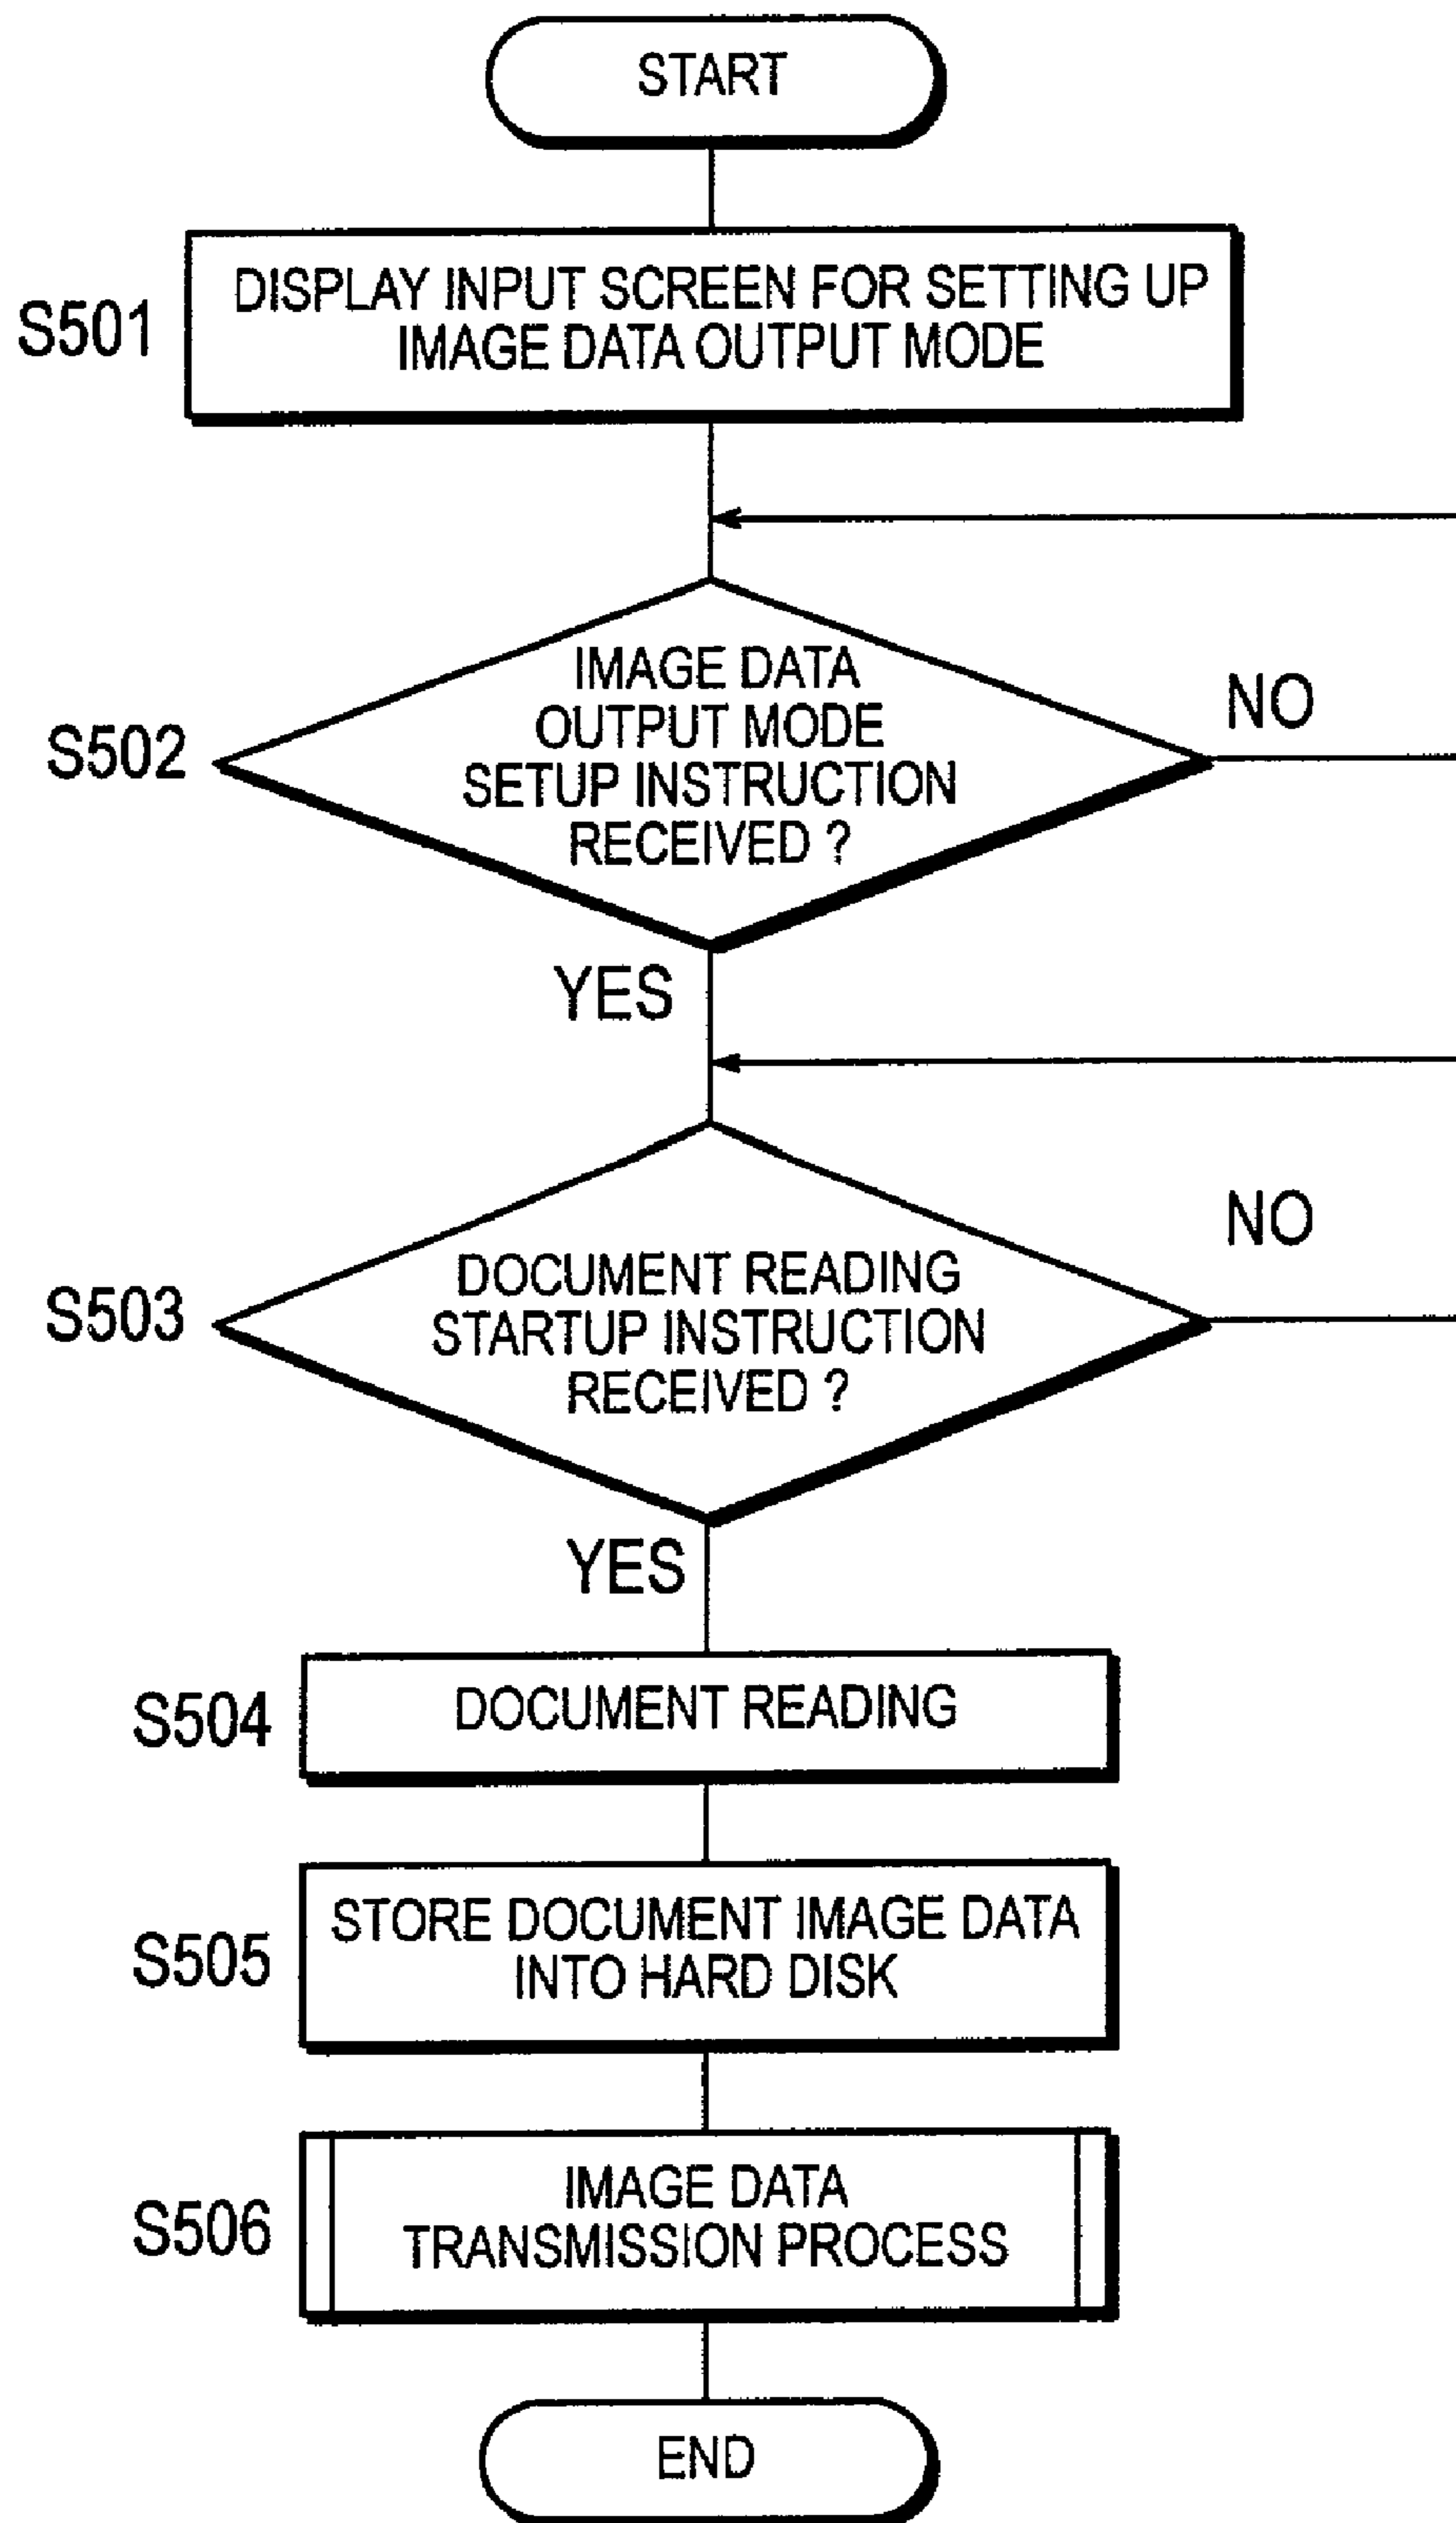 START
S501
DISPLAY INPUT SCREEN FOR SETTING UP
IMAGE DATA OUTPUT MODE
S502
IMAGE DATA
OUTPUT MODE
SETUP INSTRUCTION
RECEIVED ?
NO
YES
S503
DOCUMENT READING
STARTUP INSTRUCTION
RECEIVED ?
NO
YES
S504
DOCUMENT READING
S505
STORE DOCUMENT IMAGE DATA
INTO HARD DISK
S506
IMAGE DATA
TRANSMISSION PROCESS
END